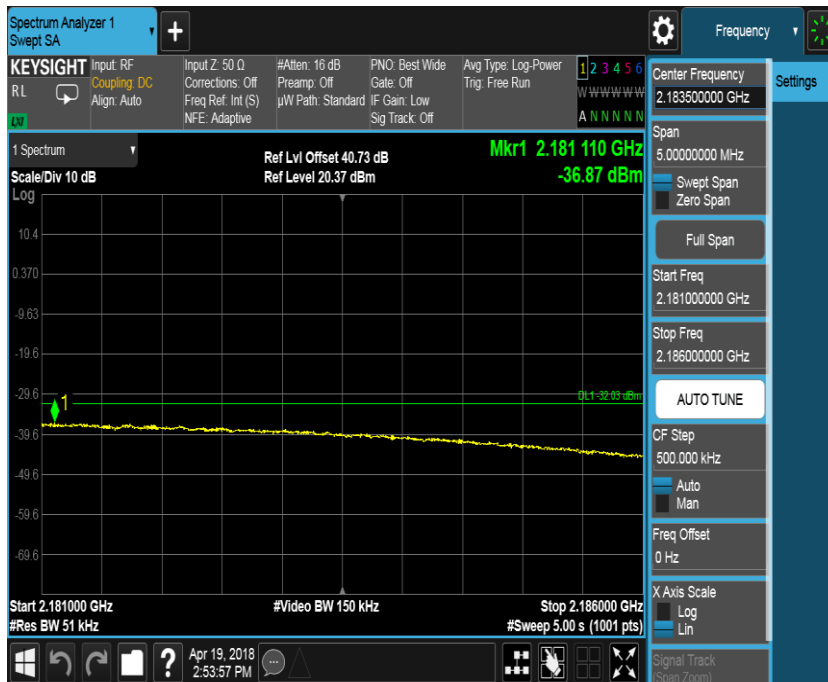 Spectrum Analyzer 1
Swept SA
+
Frequency
KEYSIGHT
RL
LXI
Input: RF
Coupling: DC
Align: Auto
Input Z: 50 Ω
Corrections: Off
Freq Ref: Int (S)
NFE: Adaptive
#Atten: 16 dB
Preamp: Off
µW Path: Standard
PNO: Best Wide
Gate: Off
IF Gain: Low
Sig Track: Off
Avg Type: Log-Power
Trig: Free Run
1 2 3 4 5 6
W W W W W W
A N N N N N
Center Frequency
2.183500000 GHz
Settings
1 Spectrum
Scale/Div 10 dB
Ref Lvl Offset 40.73 dB
Ref Level 20.37 dBm
Mkr1 2.181 110 GHz
-36.87 dBm
Log
10.4
0.370
-9.63
-19.6
-29.6
-39.6
-49.6
-59.6
-69.6
1
DL1 -32.03 dBm
Start 2.181000 GHz
#Res BW 51 kHz
#Video BW 150 kHz
Stop 2.186000 GHz
#Sweep 5.00 s (1001 pts)
Span
5.00000000 MHz
Swept Span
Zero Span
Full Span
Start Freq
2.181000000 GHz
Stop Freq
2.186000000 GHz
AUTO TUNE
CF Step
500.000 kHz
Auto
Man
Freq Offset
0 Hz
X Axis Scale
Log
Lin
Signal Track
(Span Zoom)
?
Apr 19, 2018
2:53:57 PM